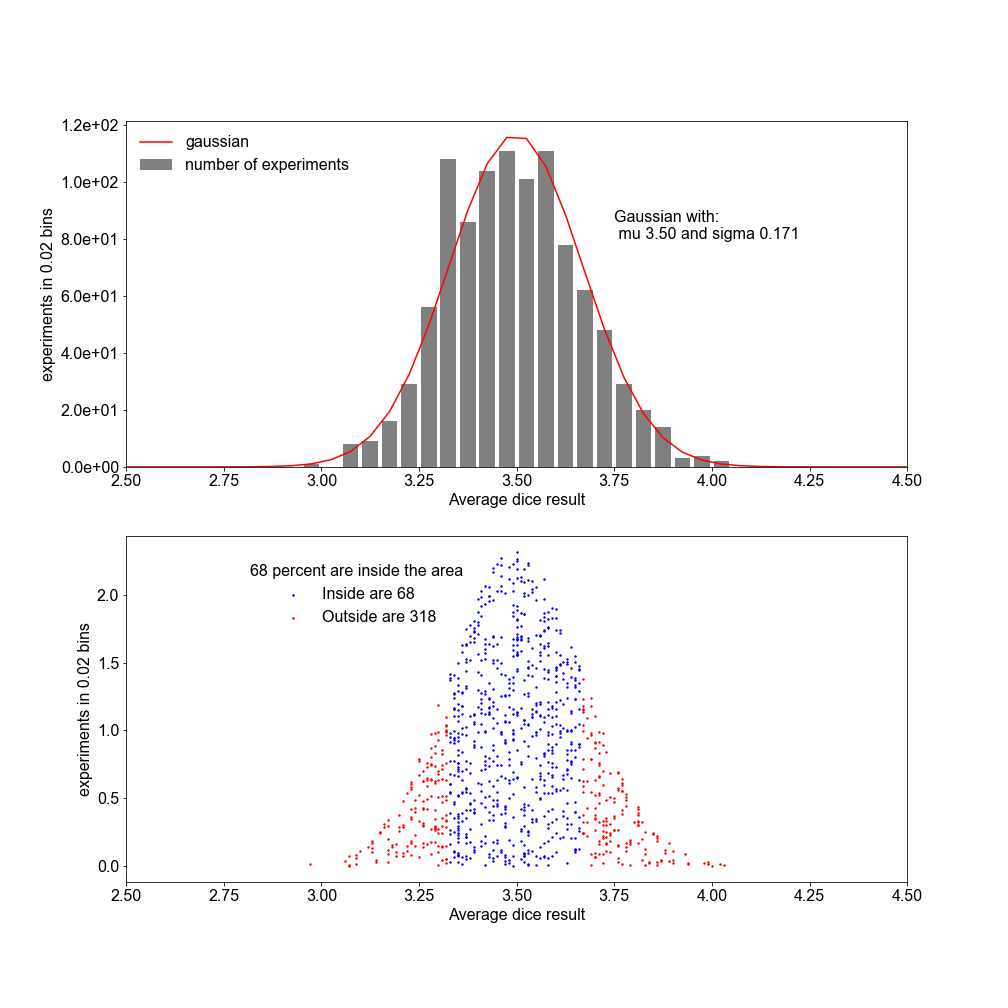 1.2e+02
1.0e+02
8.0e+01
6.0e+01
4.0e+01
2.0e+01
0.0e+00
experiments in 0.02 bins
gaussian
number of experiments
Gaussian with:
mu 3.50 and sigma 0.171
2.50 2.75 3.00 3.25 3.50 3.75 4.00 4.25 4.50
Average dice result
2.0
1.5
1.0
0.5
0.0
experiments in 0.02 bins
68 percent are inside the area
Inside are 68
Outside are 318
2.50 2.75 3.00 3.25 3.50 3.75 4.00 4.25 4.50
Average dice result